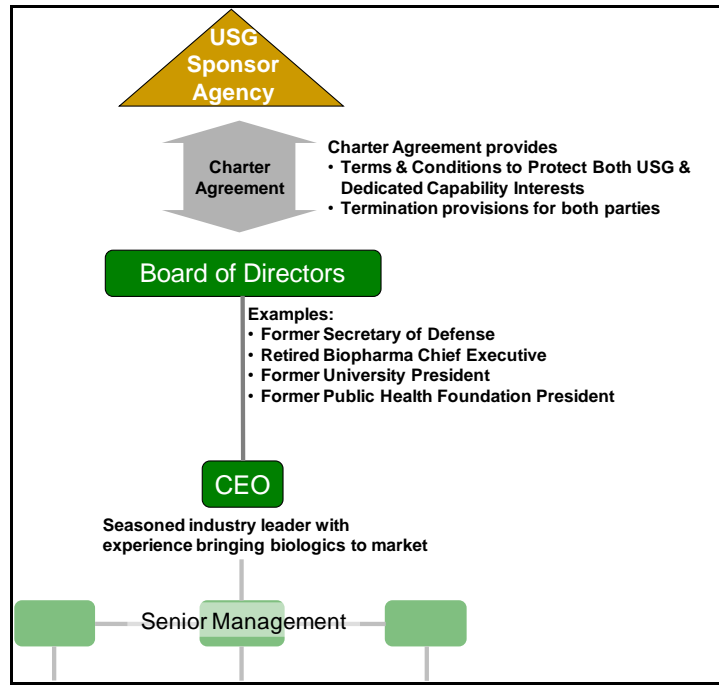 USG
Sponsor
Agency
Charter
Agreement
Charter Agreement provides
• Terms & Conditions to Protect Both USG &
Dedicated Capability Interests
• Termination provisions for both parties
Board of Directors
Examples:
• Former Secretary of Defense
• Retired Biopharma Chief Executive
• Former University President
• Former Public Health Foundation President
CEO
Seasoned industry leader with
experience bringing biologics to market
Senior Management